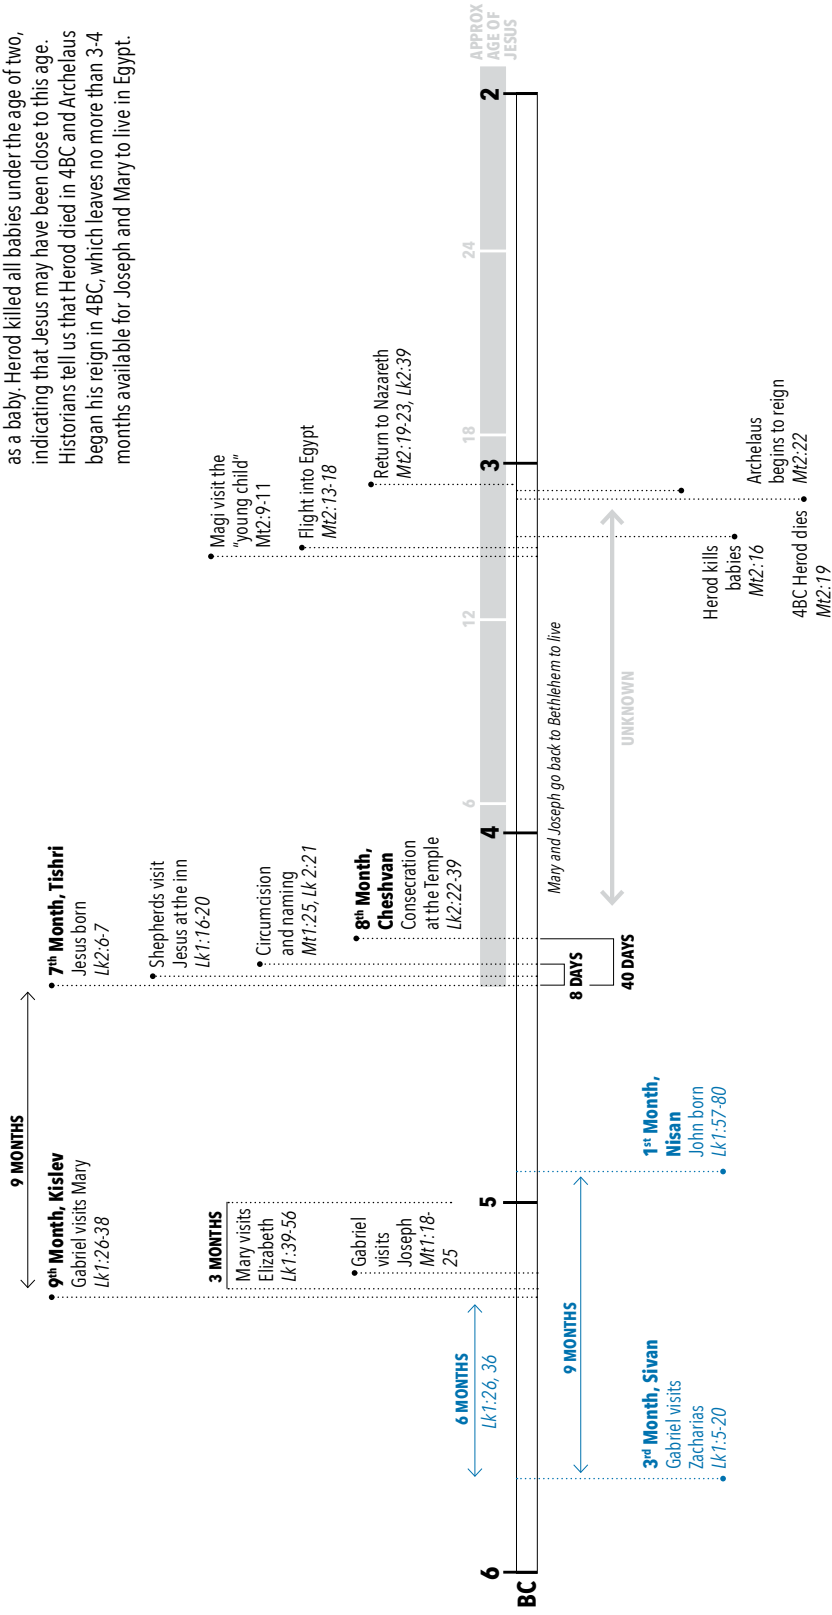 as a baby. Herod killed all babies under the age of two,
indicating that Jesus may have been close to this age.
Historians tell us that Herod died in 4BC and Archelaus
began his reign in 4BC, which leaves no more than 3-4
months available for Joseph and Mary to live in Egypt.
9 MONTHS
9th Month, Kislev
Gabriel visits Mary
Lk1:26-38
7th Month, Tishri
Jesus born
Lk2:6-7
Shepherds visit
Jesus at the inn
Lk1:16-20
3 MONTHS
Mary visits
Elizabeth
Lk1:39-56
Circumcision
and naming
Mt1:25, Lk 2:21
Magi visit the
“young child”
Mt2:9-11
Flight into Egypt
Mt2:13-18
Gabriel
visits
Joseph
Mt1:18-
25
8th Month,
Cheshvan
Consecration
at the Temple
Lk2:22-39
Return to Nazareth
Mt2:19-23, Lk2:39
6 MONTHS
Lk1:26, 36
6
12
18
24
APPROX
AGE OF
JESUS
BC
6
5
4
3
2
Mary and Joseph go back to Bethlehem to live
8 DAYS
40 DAYS
UNKNOWN
9 MONTHS
3rd Month, Sivan
Gabriel visits
Zacharias
Lk1:5-20
1st Month,
Nisan
John born
Lk1:57-80
Herod kills
babies
Mt2:16
4BC Herod dies
Mt2:19
Archelaus
begins to reign
Mt2:22